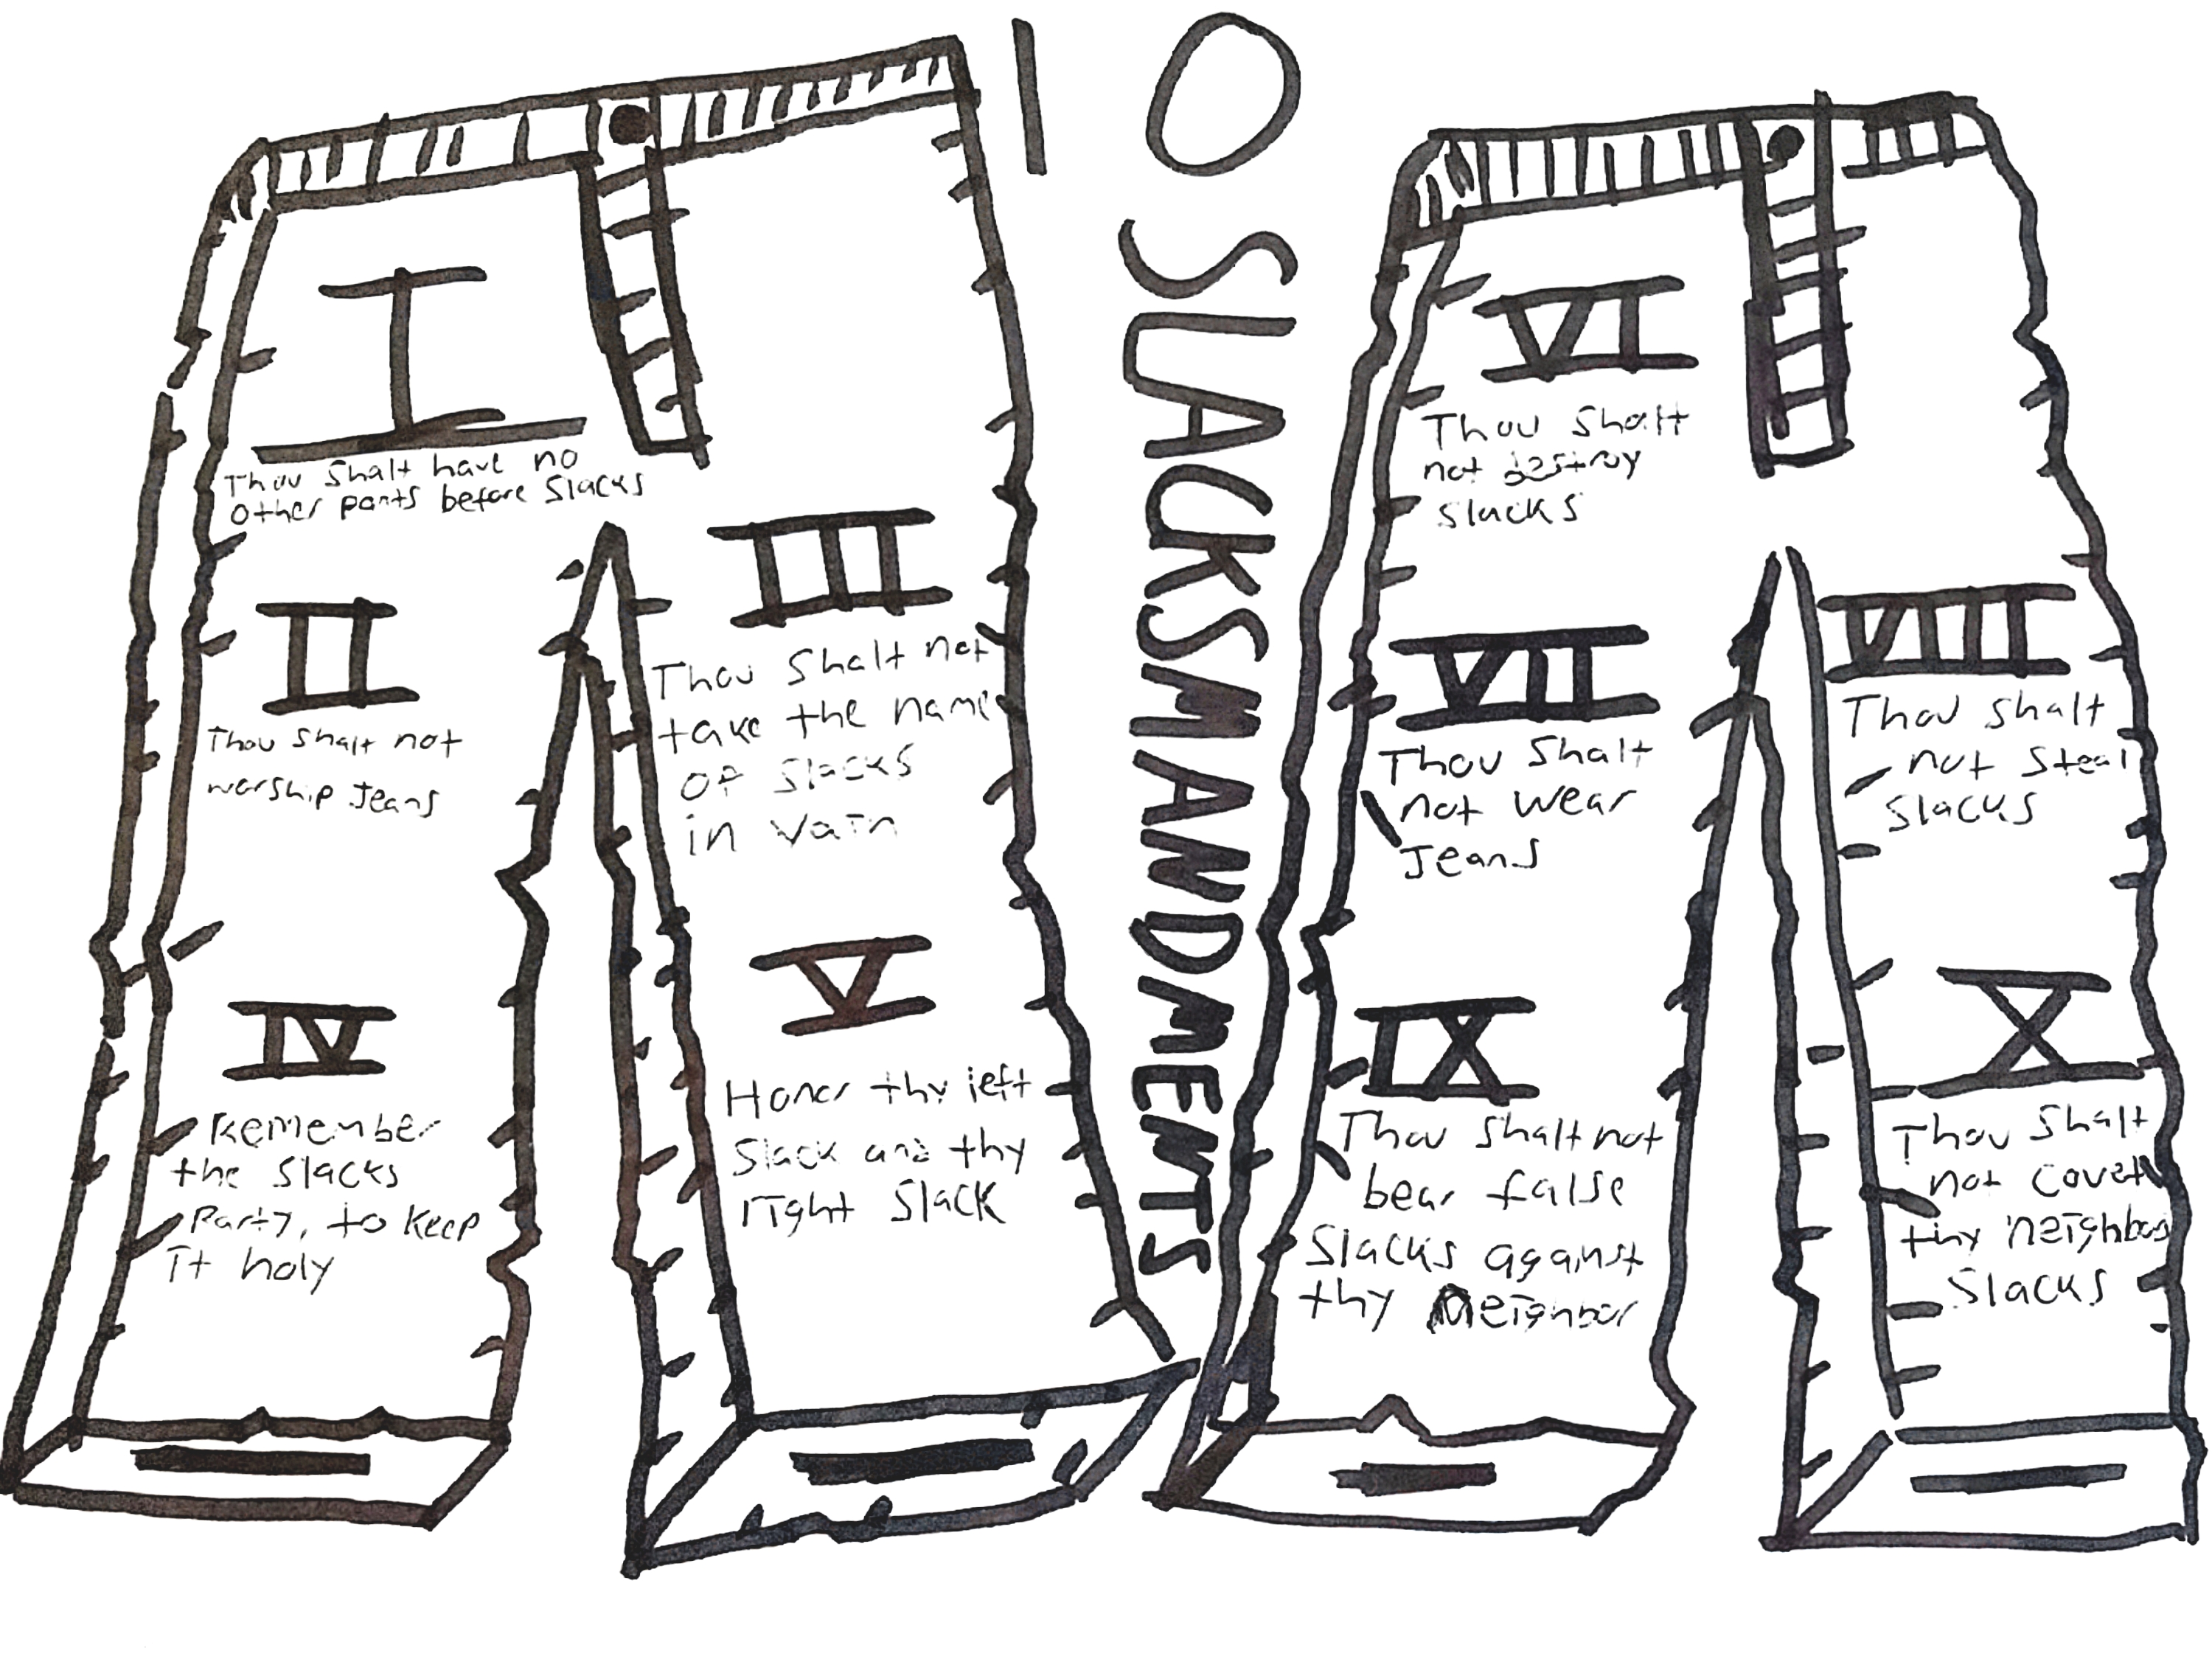 10 SLACKSMANDMENTS
I
Thou Shalt have no
Other pants before Slacks
II
Thou Shalt not
worship Jeans
III
Thou Shalt not
take the name
OF Slacks
in Vain
IV
Remember
the Slacks
Party, to keep
it holy
V
Honor thy left
Slack and thy
right Slack
VI
Thou Shalt
not destroy
Slacks
VII
Thou Shalt
not wear
Jeans
VIII
Thou Shalt
not Steal
Slacks
IX
Thou Shalt not
bear false
Slacks aganst
thy Neighbor
X
Thou Shalt
not Covet
thy neighbos
Slacks